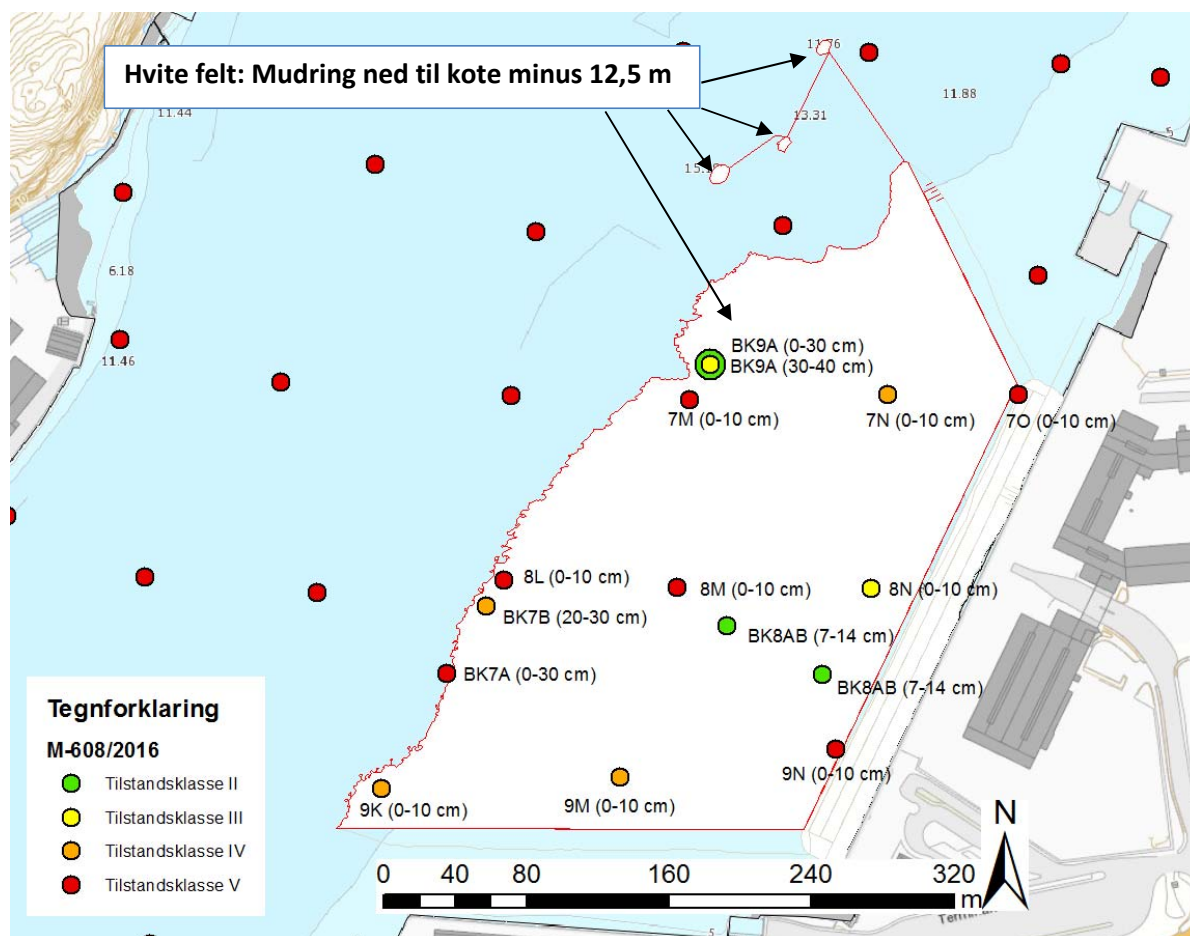 Hvite felt: Mudring ned til kote minus 12,5 m
11.88
11.44
13.31
5
6.18
11.46
BK9A (0-30 cm)
BK9A (30-40 cm)
7M (0-10 cm)
7N (0-10 cm)
7O (0-10 cm)
8L (0-10 cm)
8M (0-10 cm)
8N (0-10 cm)
BK7B (20-30 cm)
BK8AB (7-14 cm)
BK7A (0-30 cm)
BK8AB (7-14 cm)
9N (0-10 cm)
9K (0-10 cm)
9M (0-10 cm)
Tegnforklaring
M-608/2016
Tilstandsklasse II
Tilstandsklasse III
Tilstandsklasse IV
Tilstandsklasse V
N
0 40 80 160 240 320
m
5